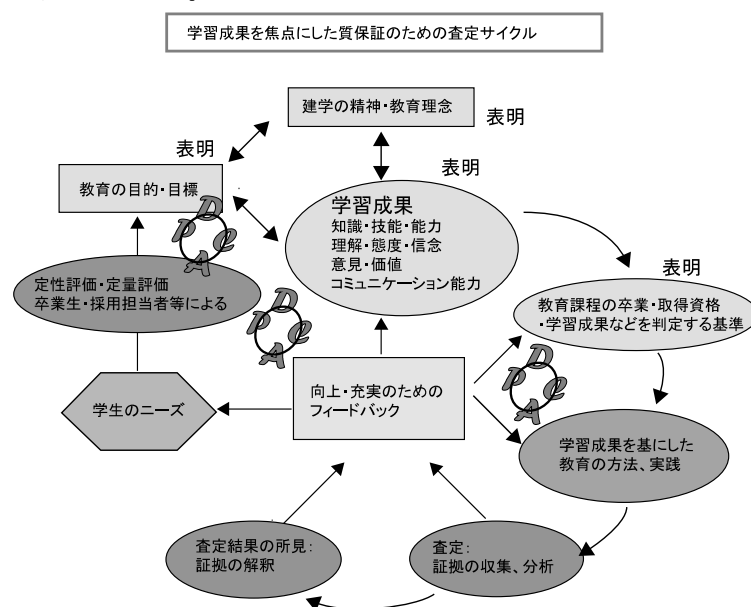 学習成果を焦点にした質保証のための査定サイクル
建学の精神・教育理念
表明
表明
教育の目的・目標
表明
学習成果
知識・技能・能力
理解・態度・信念
意見・価値
コミュニケーション能力
P D C A
定性評価・定量評価
卒業生・採用担当者等による
表明
教育課程の卒業・取得資格
・学習成果などを判定する基準
P D C A
P D C A
向上・充実のための
フィードバック
学生のニーズ
学習成果を基にした
教育の方法、実践
査定結果の所見:
証拠の解釈
査定:
証拠の収集、分析